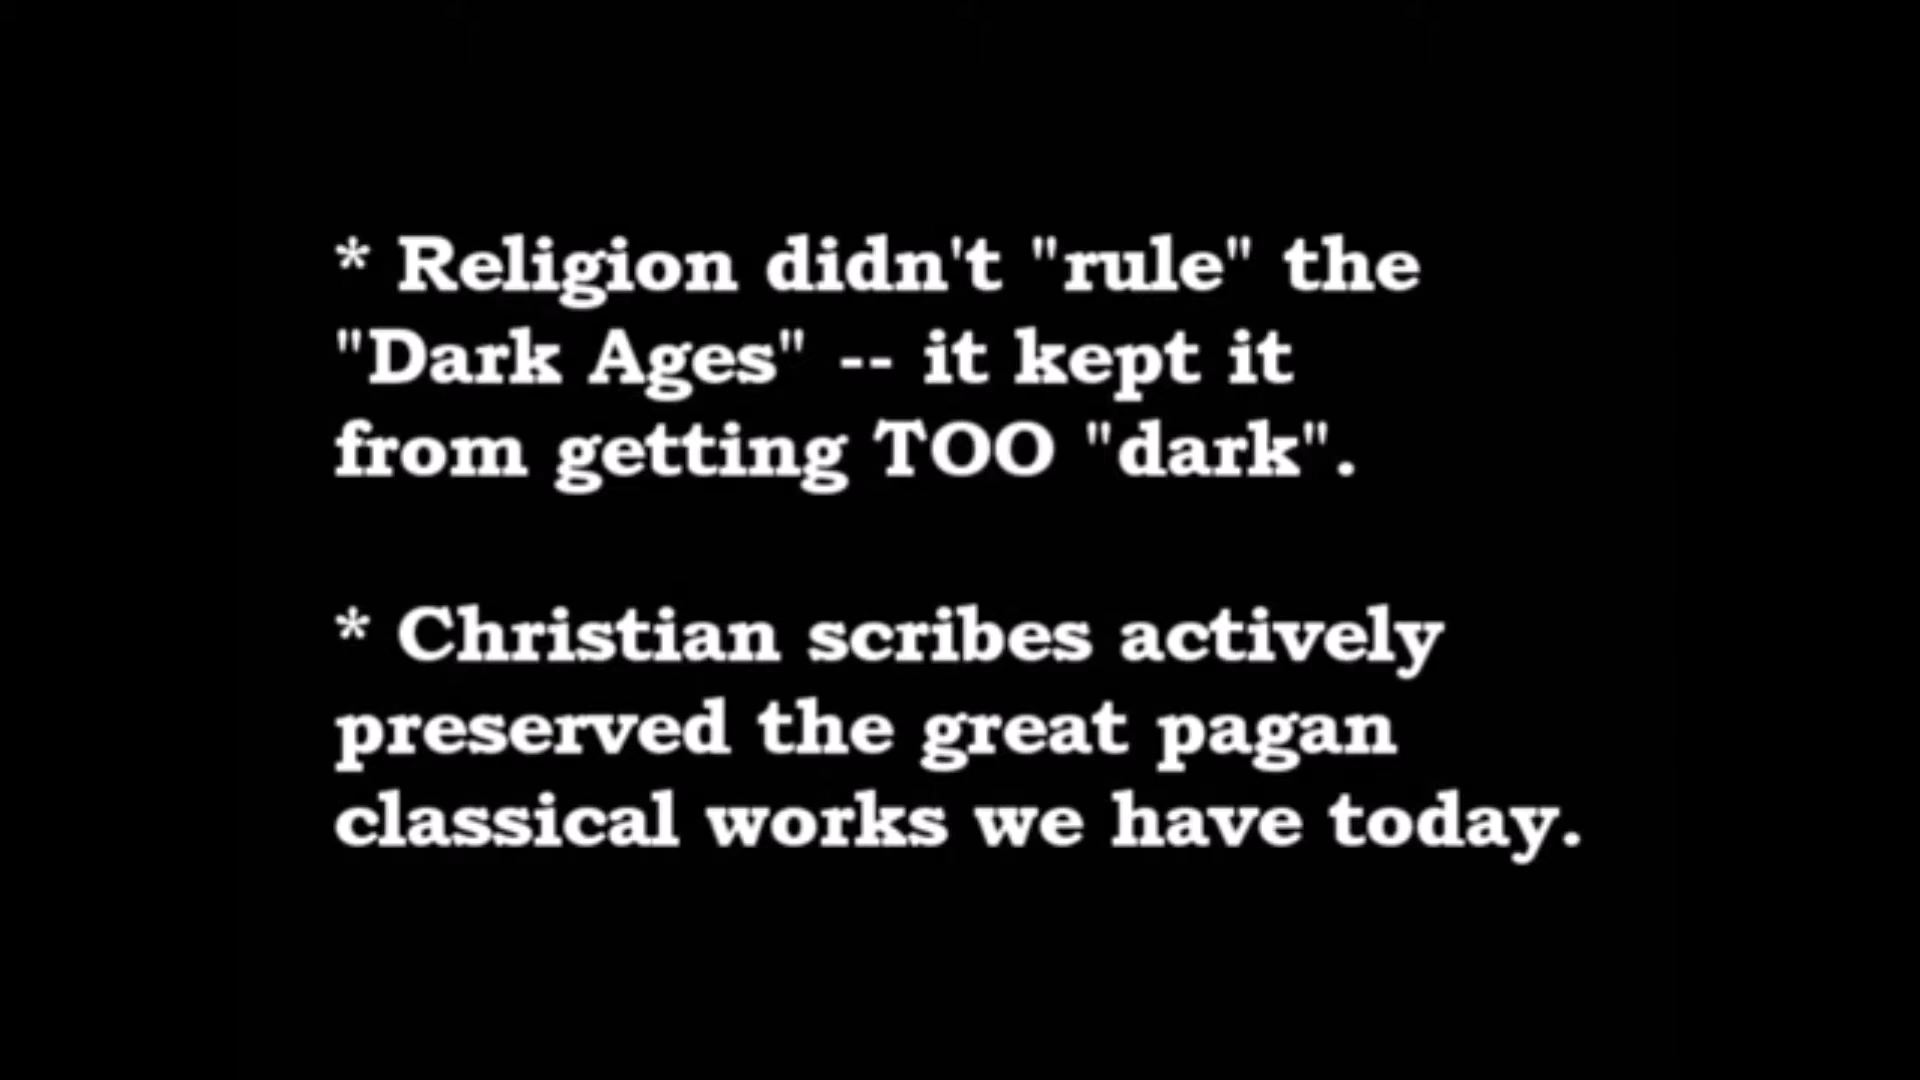 * Religion didn't "rule" the
"Dark Ages" -- it kept it
from getting TOO "dark".
* Christian scribes actively
preserved the great pagan
classical works we have today.